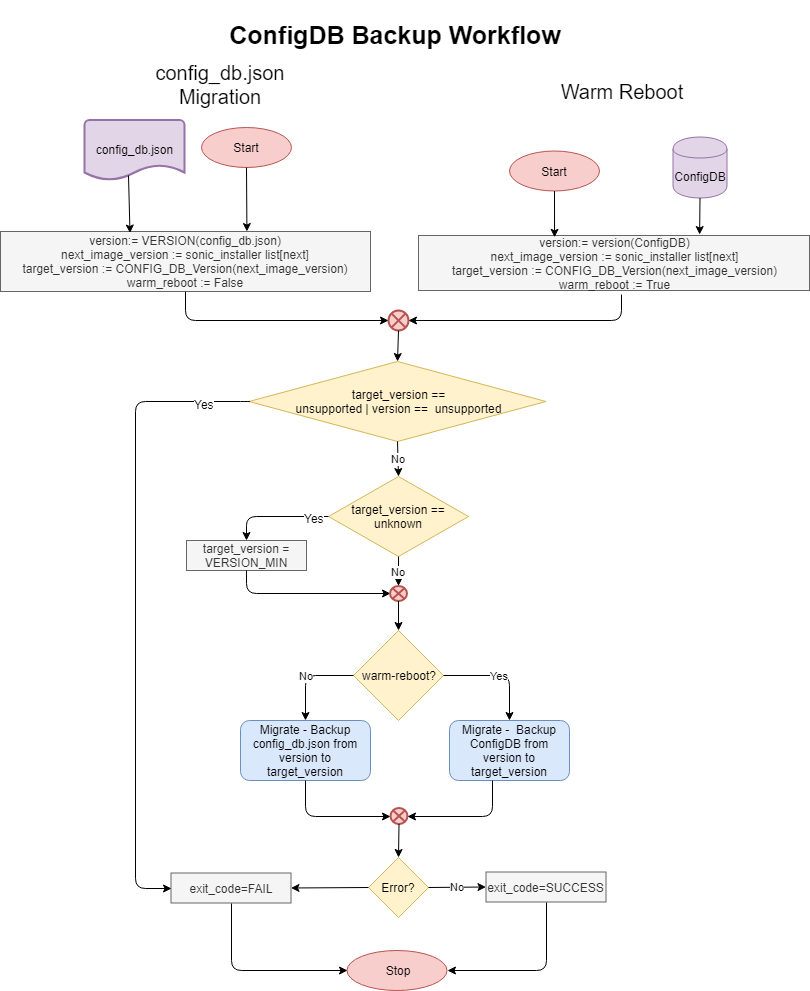 ConfigDB Backup Workflow
config_db.json
Migration
Warm Reboot
config_db.json
Start
Start
ConfigDB
version:= VERSION(config_db.json)
next_image_version := sonic_installer list[next]
target_version := CONFIG_DB_Version(next_image_version)
warm_reboot := False
version:= version(ConfigDB)
next_image_version := sonic_installer list[next]
target_version := CONFIG_DB_Version(next_image_version)
warm_reboot := True
target_version ==
unsupported | version == unsupported
Yes
No
target_version ==
unknown
Yes
target_version =
VERSION_MIN
No
warm-reboot?
No
Yes
Migrate - Backup
config_db.json from
version to
target_version
Migrate - Backup
ConfigDB from
version to
target_version
exit_code=FAIL
Error?
No
exit_code=SUCCESS
Stop